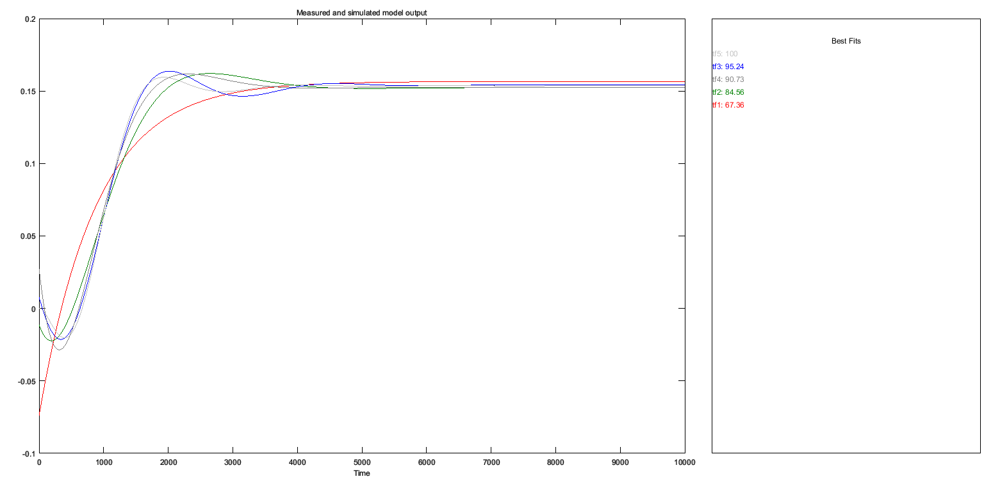 Measured and simulated model output
0.2
0.15
0.1
0.05
0
-0.05
-0.1
0 1000 2000 3000 4000 5000 6000 7000 8000 9000 10000
Time
Best Fits
tf5: 100
tf3: 95.24
tf4: 90.73
tf2: 84.56
tf1: 67.36